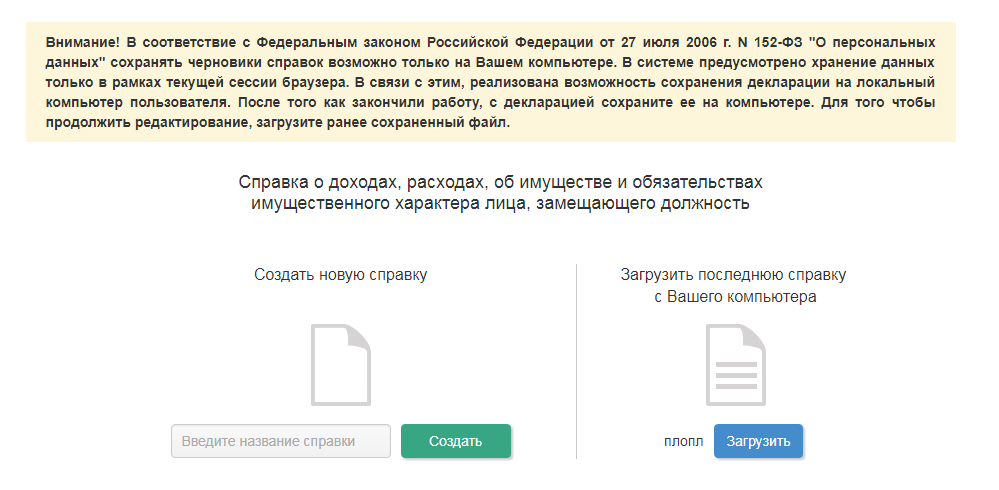 Внимание! В соответствие с Федеральным законом Российской Федерации от 27 июля 2006 г. N 152-ФЗ "О персональных
данных" сохранять черновики справок возможно только на Вашем компьютере. В системе предусмотрено хранение данных
только в рамках текущей сессии браузера. В связи с этим, реализована возможность сохранения декларации на локальный
компьютер пользователя. После того как закончили работу, с декларацией сохраните ее на компьютере. Для того чтобы
продолжить редактирование, загрузите ранее сохраненный файл.
Справка о доходах, расходах, об имуществе и обязательствах
имущественного характера лица, замещающего должность
Создать новую справку
Введите название справки
Создать
Загрузить последнюю справку
с Вашего компьютера
плопл
Загрузить